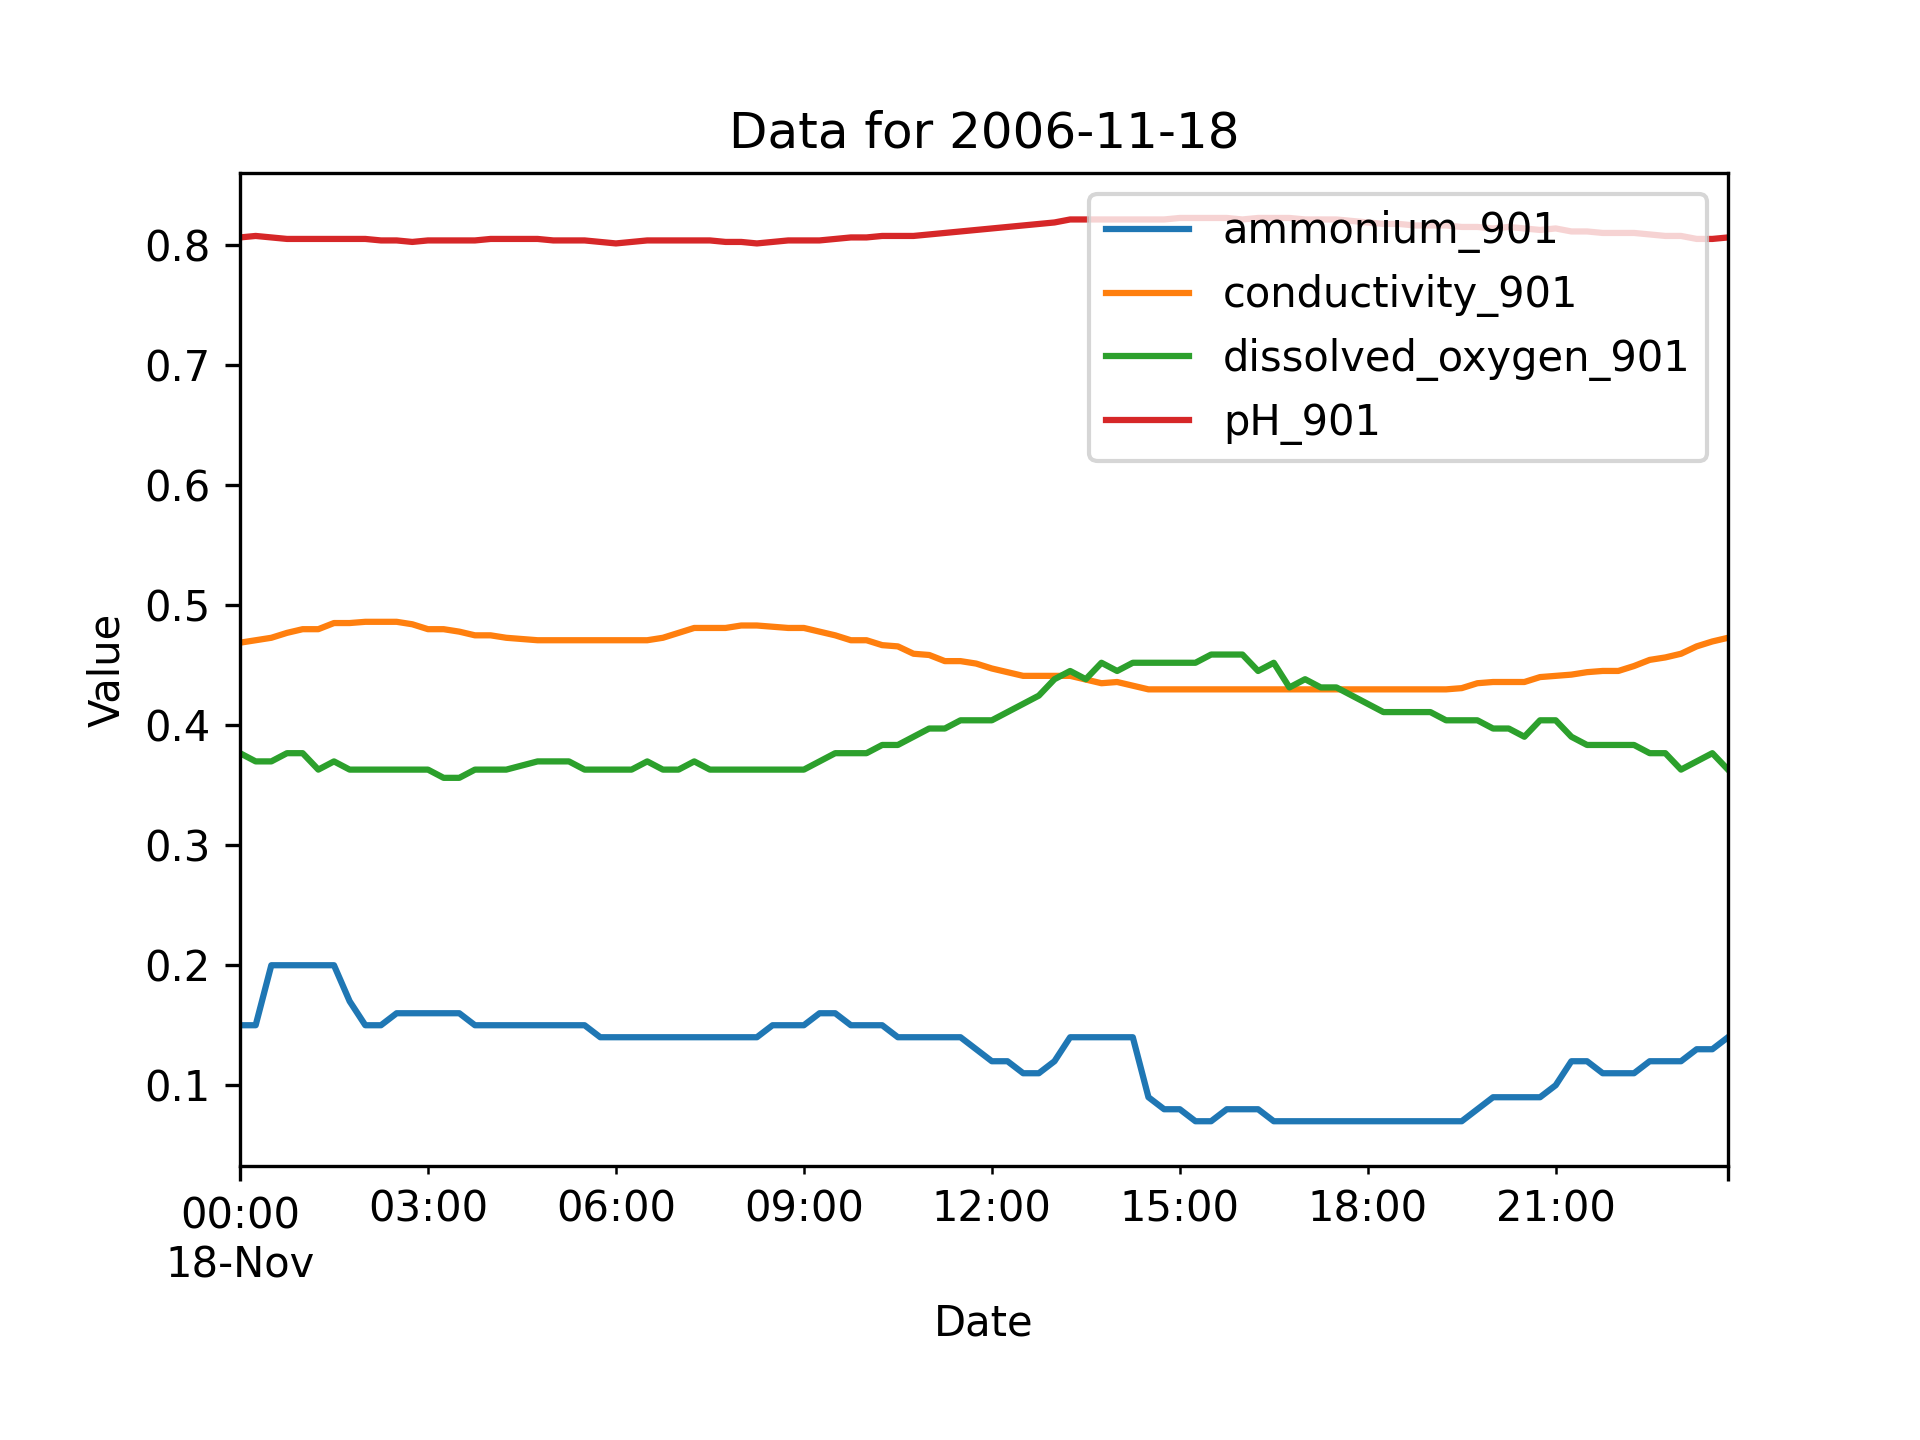 Data for 2006-11-18
ammonium_901
conductivity_901
dissolved_oxygen_901
pH_901
Value
0.8
0.7
0.6
0.5
0.4
0.3
0.2
0.1
00:00 03:00 06:00 09:00 12:00 15:00 18:00 21:00
18-Nov
Date